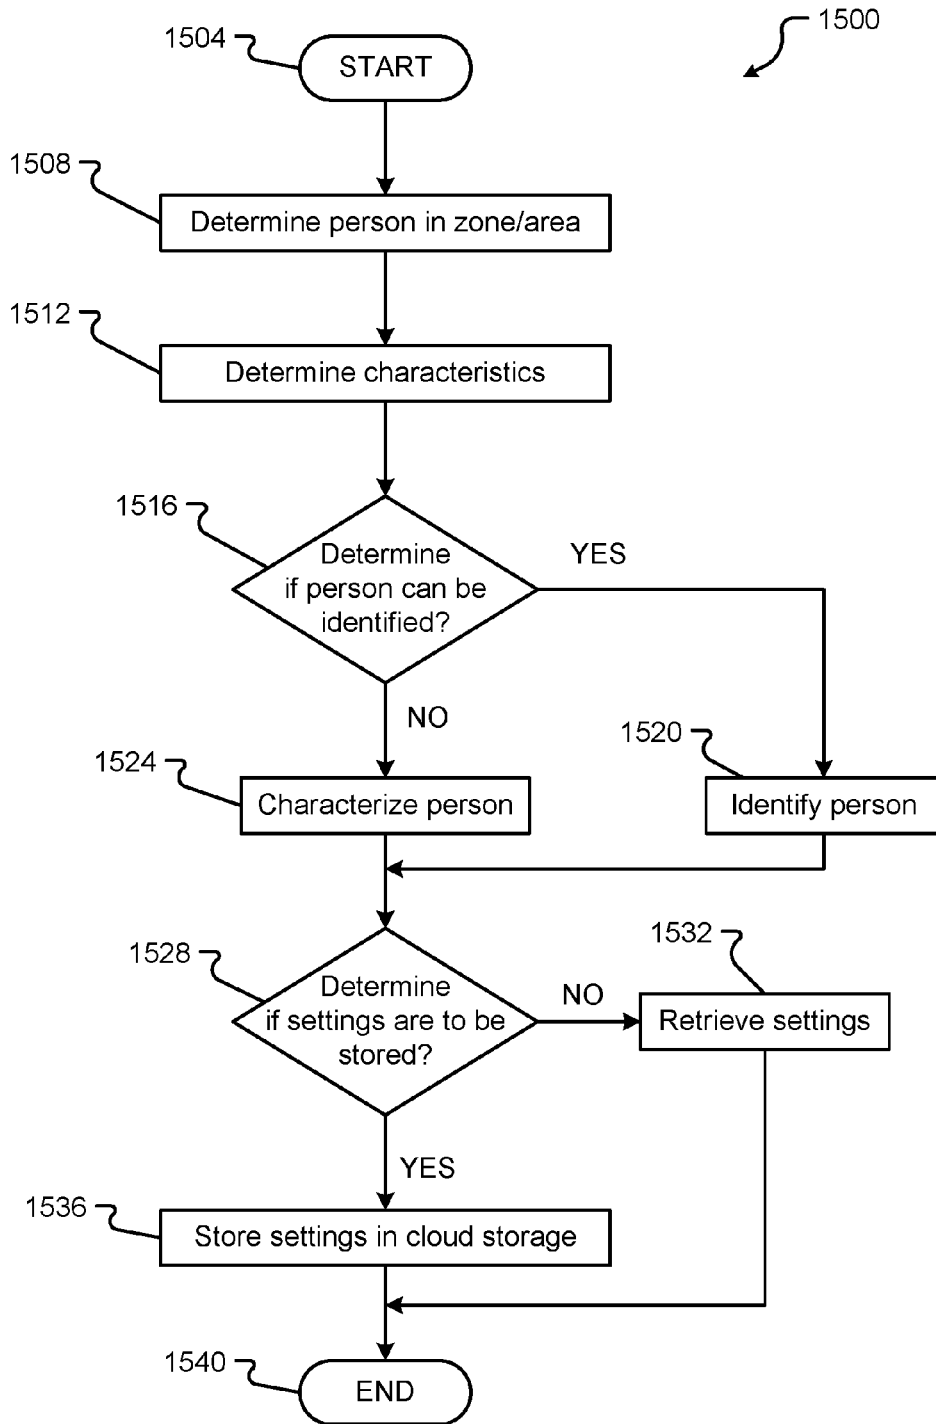 1500
1504
START
1508
Determine person in zone/area
1512
Determine characteristics
1516
Determine
if person can be
identified?
YES
NO
1520
1524
Characterize person
Identify person
1528
Determine
if settings are to be
stored?
NO
1532
Retrieve settings
YES
1536
Store settings in cloud storage
1540
END